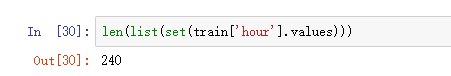 In [30]: len(list(set(train['hour'].values)))
Out[30]: 240